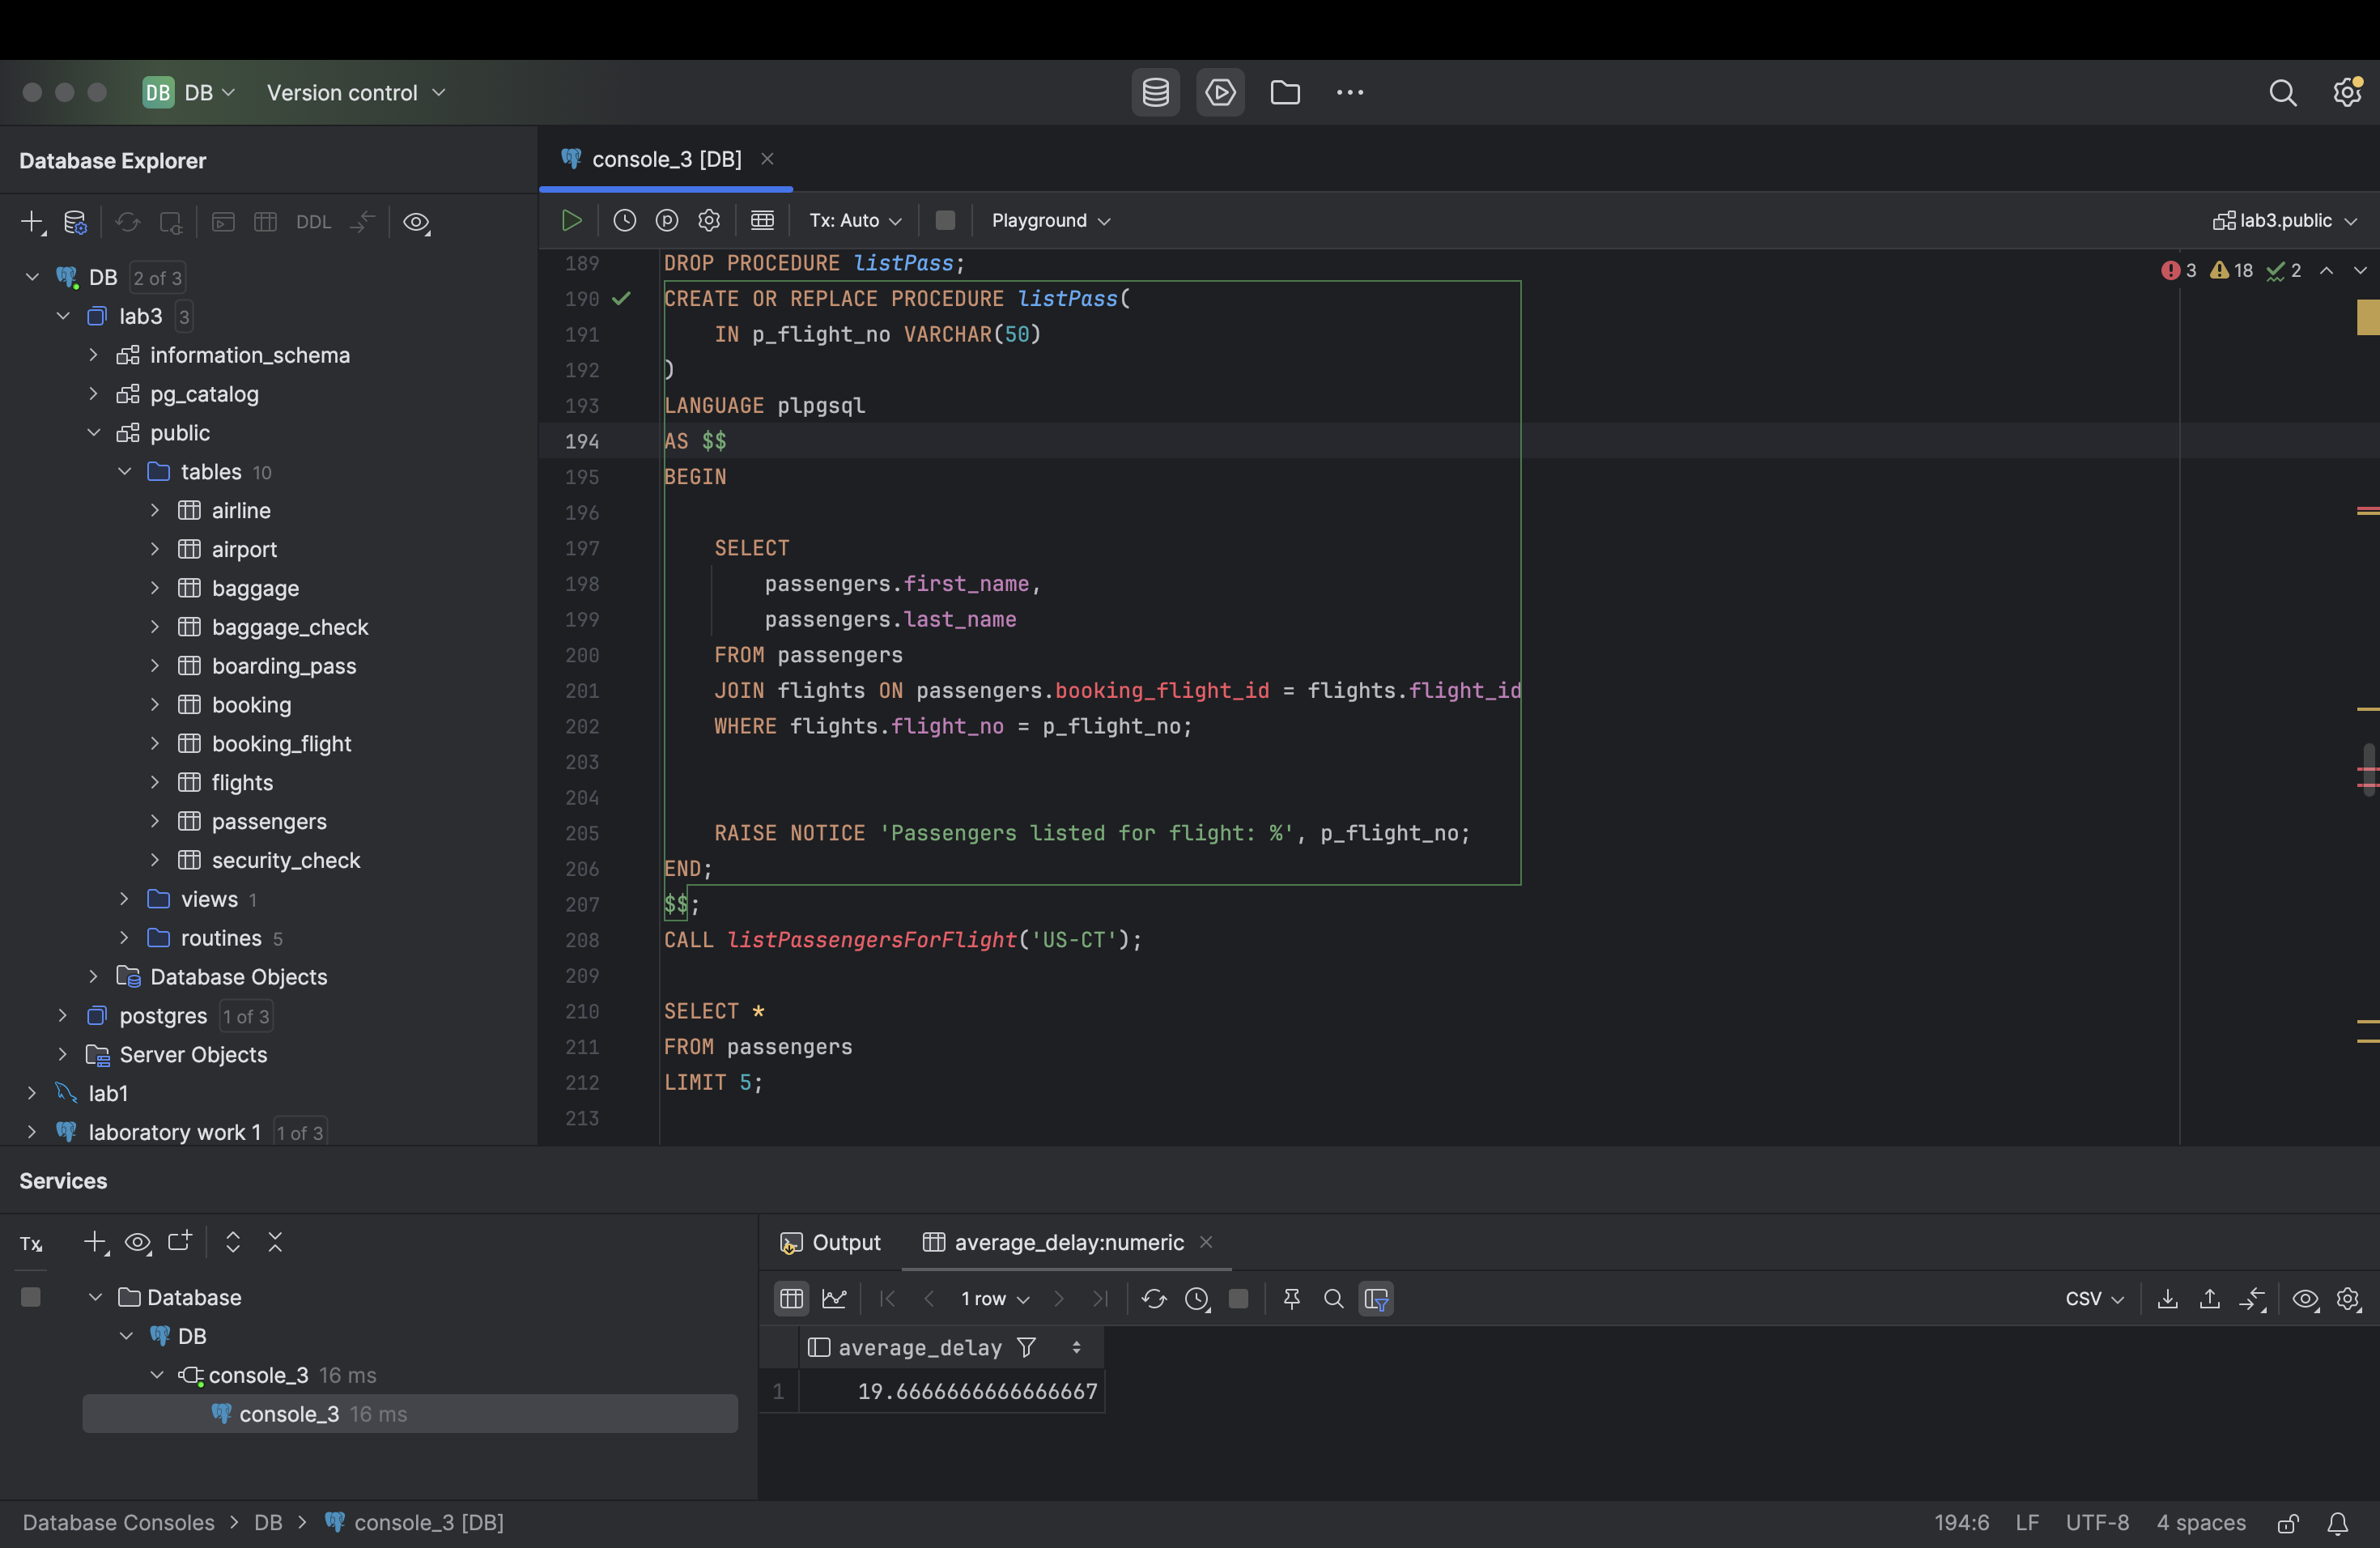 DB DB Version control
Database Explorer
console_3 [DB]
DDL
Tx: Auto Playground lab3.public
DB 2 of 3
lab3 3
information_schema
pg_catalog
public
tables 10
airline
airport
baggage
baggage_check
boarding_pass
booking
booking_flight
flights
passengers
security_check
views 1
routines 5
Database Objects
postgres 1 of 3
Server Objects
lab1
laboratory work 1 1 of 3
3 18 2
189 DROP PROCEDURE listPass;
190 CREATE OR REPLACE PROCEDURE listPass(
191     IN p_flight_no VARCHAR(50)
192 )
193 LANGUAGE plpgsql
194 AS $$
195 BEGIN
196
197     SELECT
198         passengers.first_name,
199         passengers.last_name
200     FROM passengers
201     JOIN flights ON passengers.booking_flight_id = flights.flight_id
202     WHERE flights.flight_no = p_flight_no;
203
204
205     RAISE NOTICE 'Passengers listed for flight: %', p_flight_no;
206 END;
207 $$;
208 CALL listPassengersForFlight('US-CT');
209
210 SELECT *
211 FROM passengers
212 LIMIT 5;
213
Services
Tx
Database
DB
console_3 16 ms
console_3 16 ms
Output average_delay:numeric
1 row CSV
average_delay
1 19.6666666666666667
Database Consoles > DB > console_3 [DB]
194:6 LF UTF-8 4 spaces